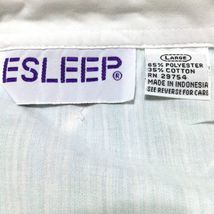 ESLEEP®
LARGE
65% POLYESTER
35% COTTON
RN 29754
MADE IN INDONESIA
SEE REVERSE FOR CARE